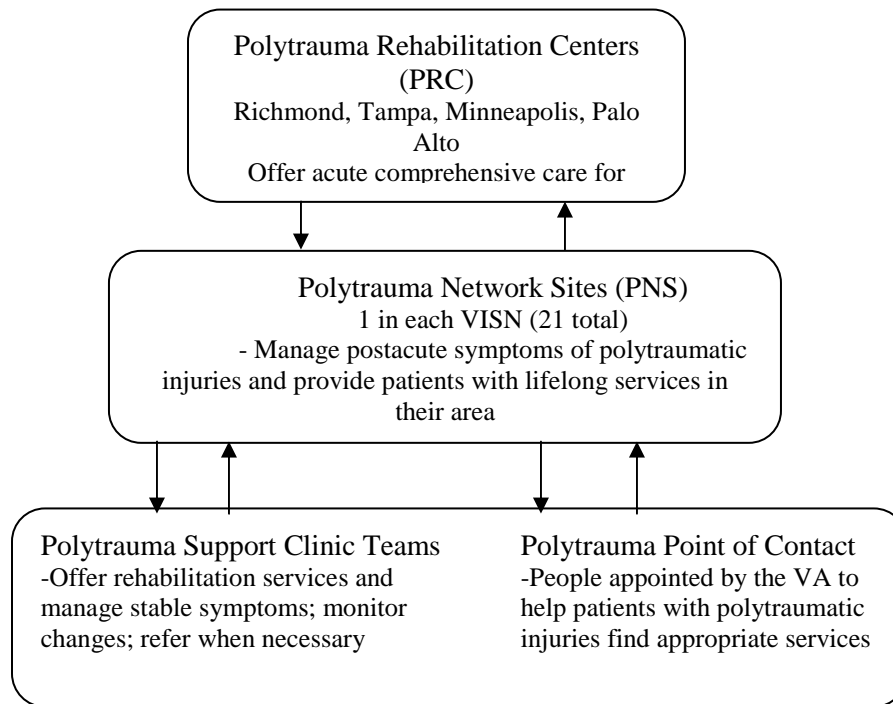 Polytrauma Rehabilitation Centers
(PRC)
Richmond, Tampa, Minneapolis, Palo
Alto
Offer acute comprehensive care for
Polytrauma Network Sites (PNS)
1 in each VISN (21 total)
- Manage postacute symptoms of polytraumatic
injuries and provide patients with lifelong services in
their area
Polytrauma Support Clinic Teams
-Offer rehabilitation services and
manage stable symptoms; monitor
changes; refer when necessary
Polytrauma Point of Contact
-People appointed by the VA to
help patients with polytraumatic
injuries find appropriate services